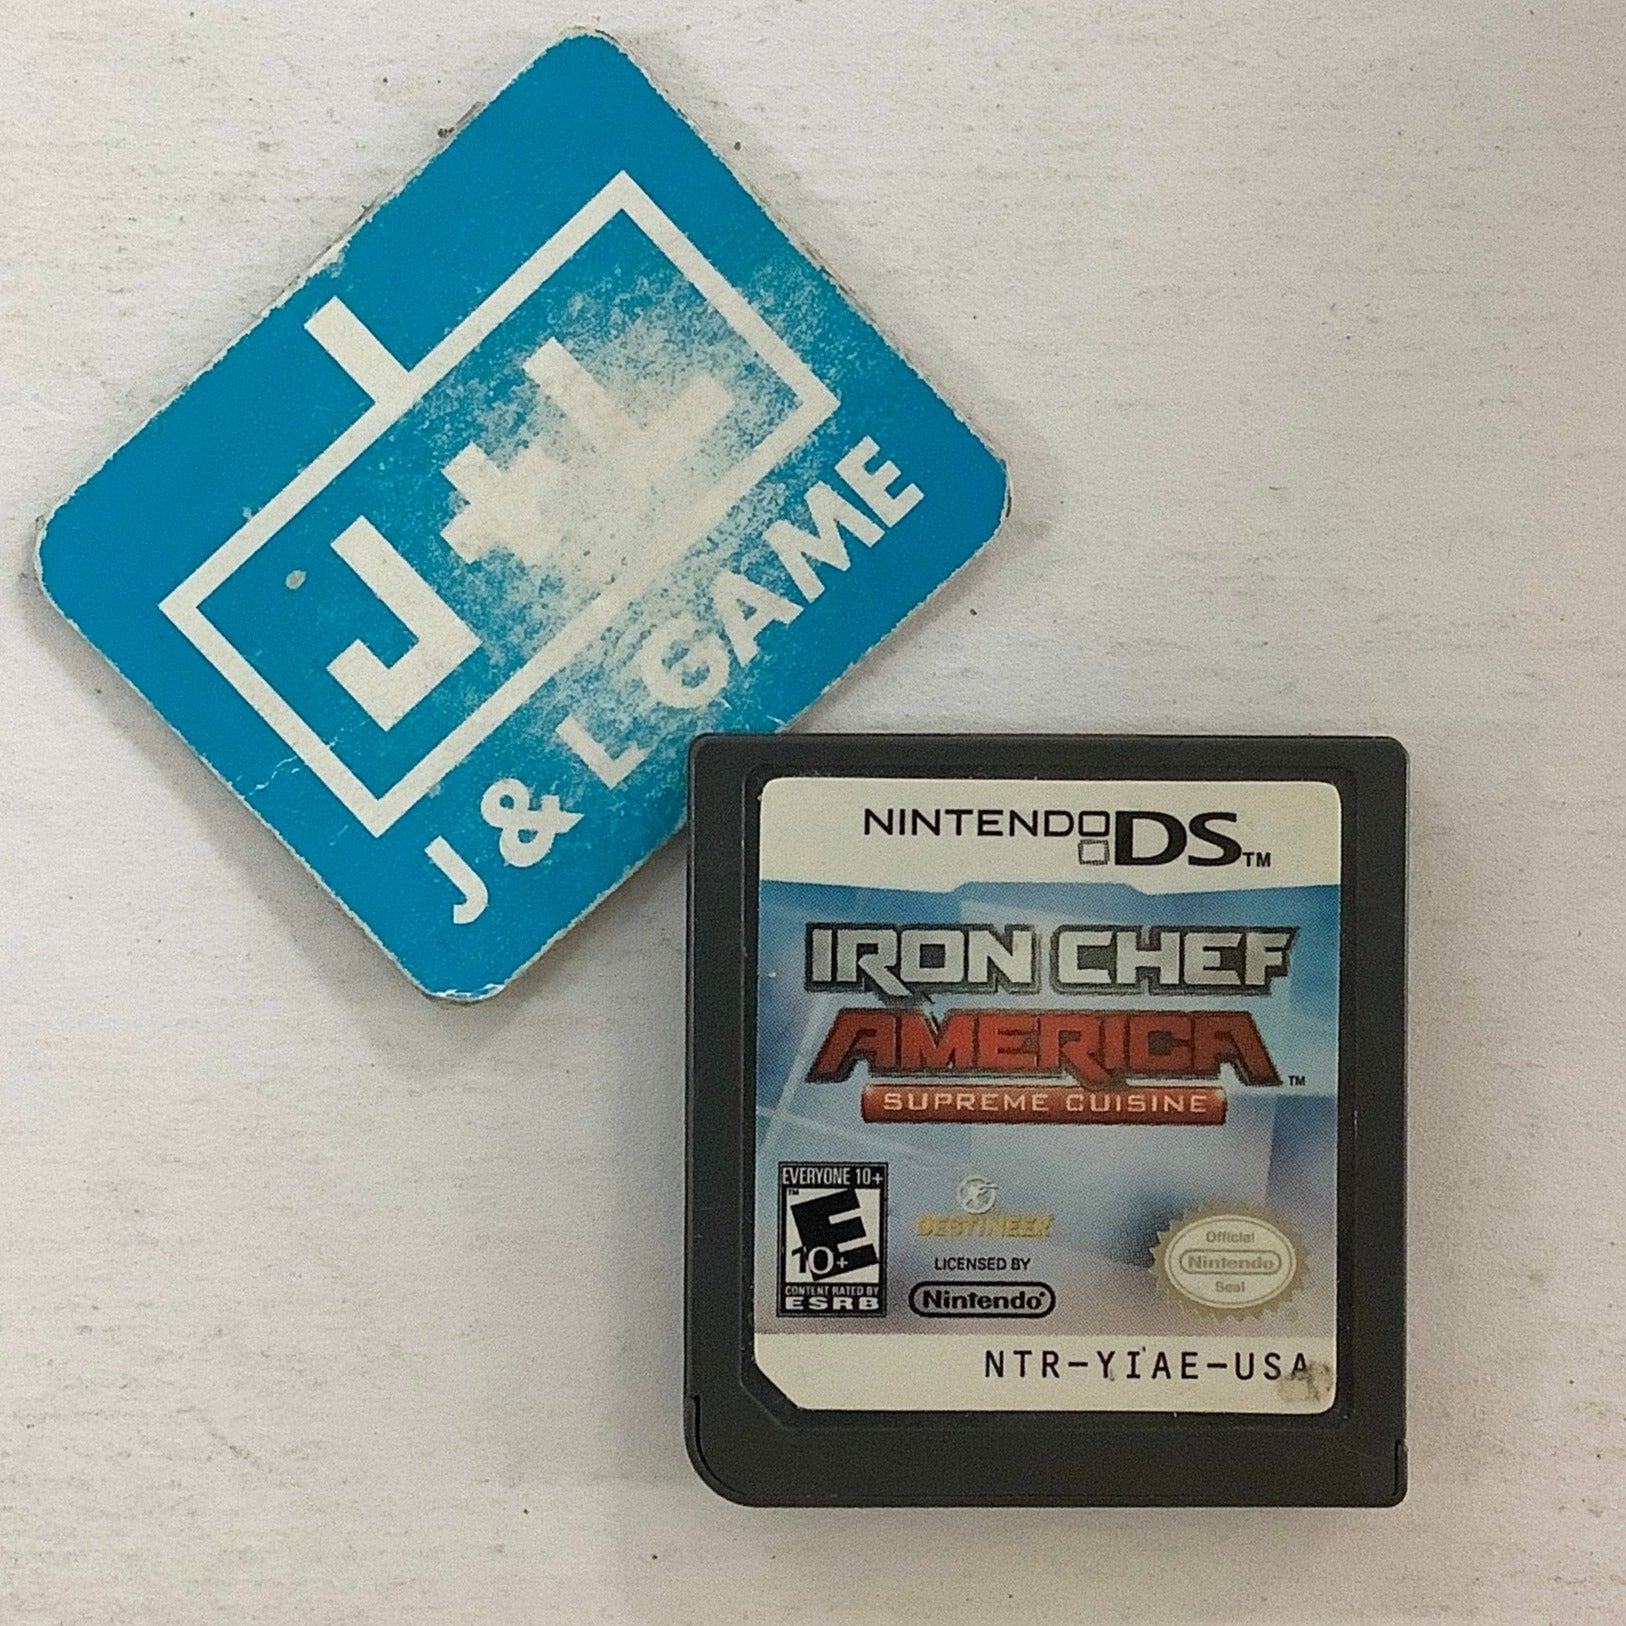 J & L GAME
NINTENDO DS™
IRON CHEF
AMERICA™
SUPREME CUISINE
EVERYONE 10+
E
10+
CONTENT RATED BY
ESRB
DESTINEER
LICENSED BY
Nintendo®
Official
Nintendo
Seal
NTR-YIAE-USA